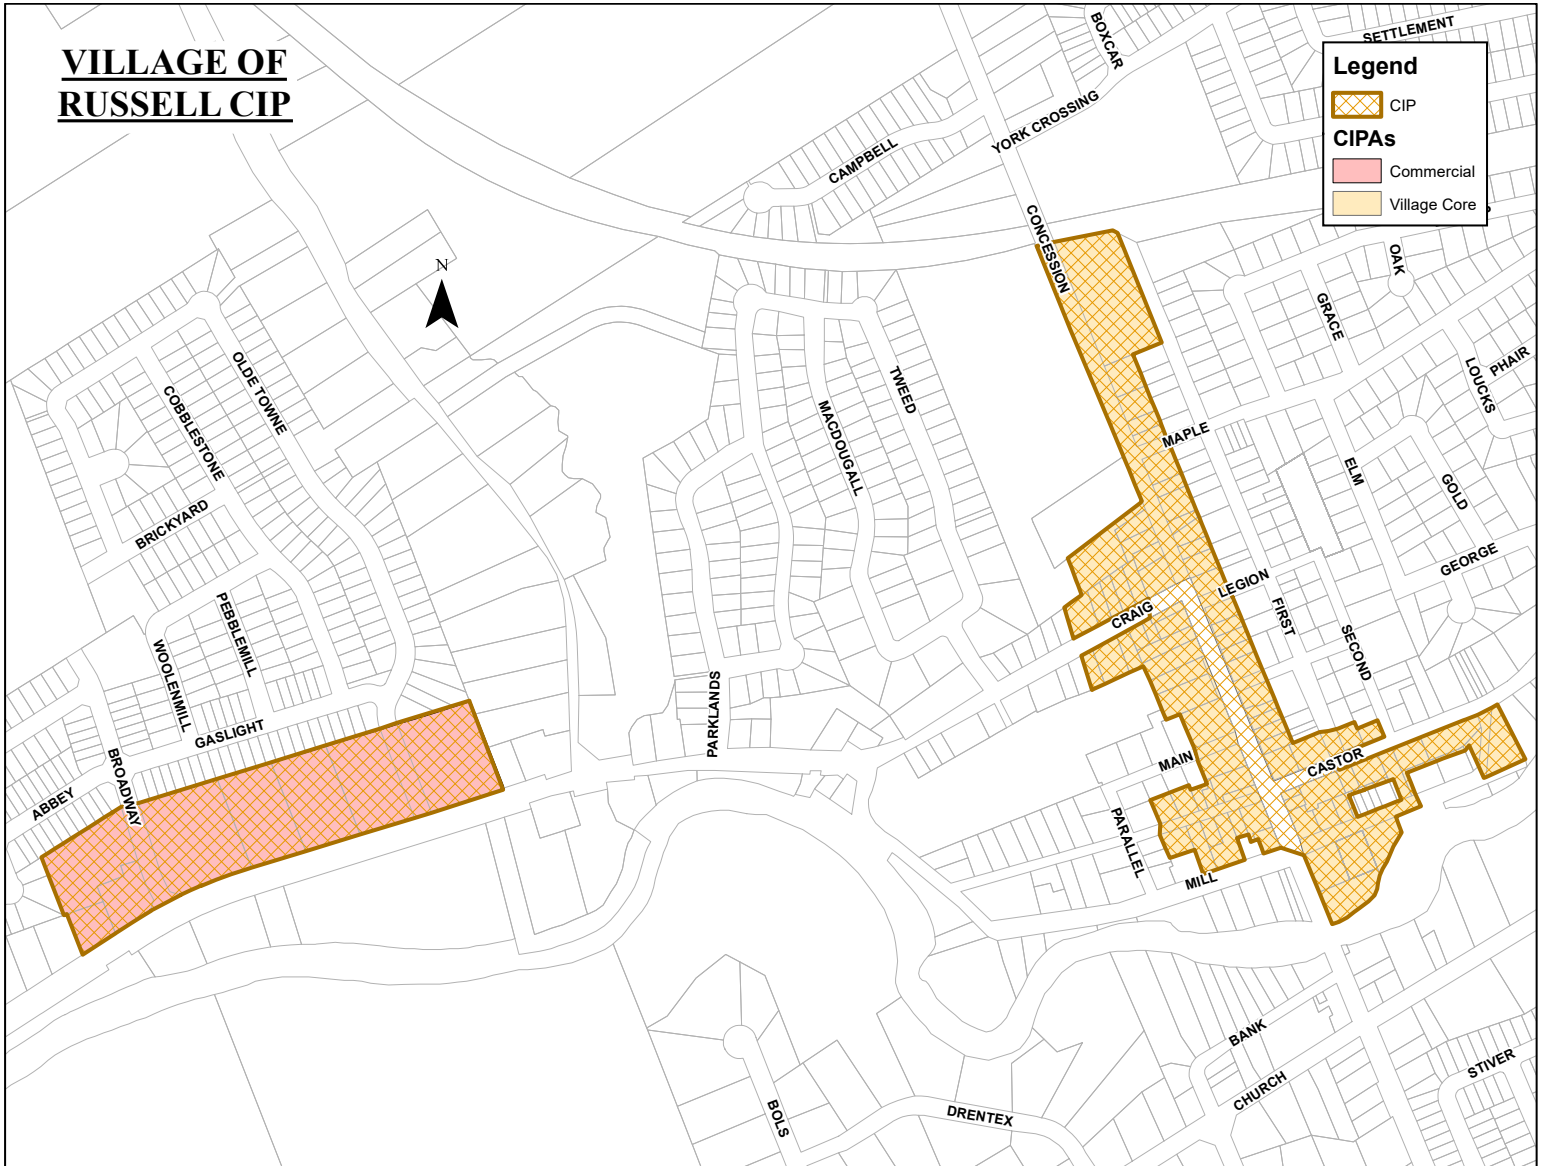 VILLAGE OF
RUSSELL CIP
BOXCAR
SETTLEMENT
Legend
CIP
CIPAs
Commercial
Village Core
YORK CROSSING
CAMPBELL
CONCESSION
N
OAK
GRACE
OLDE TOWNE
COBBLESTONE
TWEED
MACDOUGALL
LOUCKS
PHAIR
MAPLE
ELM
GOLD
BRICKYARD
GEORGE
LEGION
CRAIG
FIRST
SECOND
PEBBLEMILL
WOOLENMILL
PARKLANDS
GASLIGHT
BROADWAY
ABBEY
MAIN
CASTOR
PARALLEL
MILL
BANK
CHURCH
STIVER
BOLS
DRENTEX